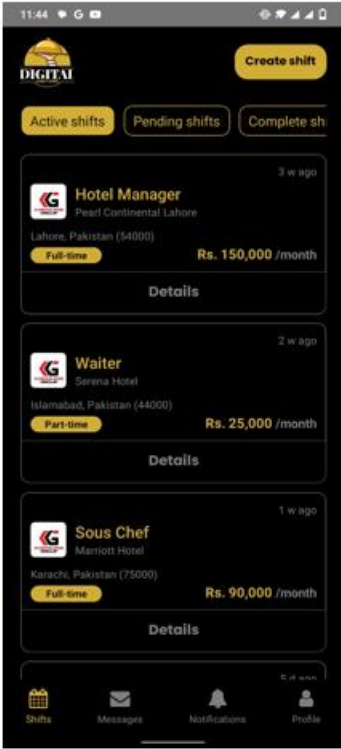 11:44
DIGITAL
Create shift
Active shifts
Pending shifts
Complete sh
3 w ago
Hotel Manager
Pearl Continental Lahore
Lahore, Pakistan (54000)
Full-time
Rs. 150,000 /month
Details
2 w ago
Waiter
Serena Hotel
Islamabad, Pakistan (44000)
Part-time
Rs. 25,000 /month
Details
1 w ago
Sous Chef
Marriott Hotel
Karachi, Pakistan (75000)
Full-time
Rs. 90,000 /month
Details
5 d ago
Shifts
Messages
Notifications
Profile